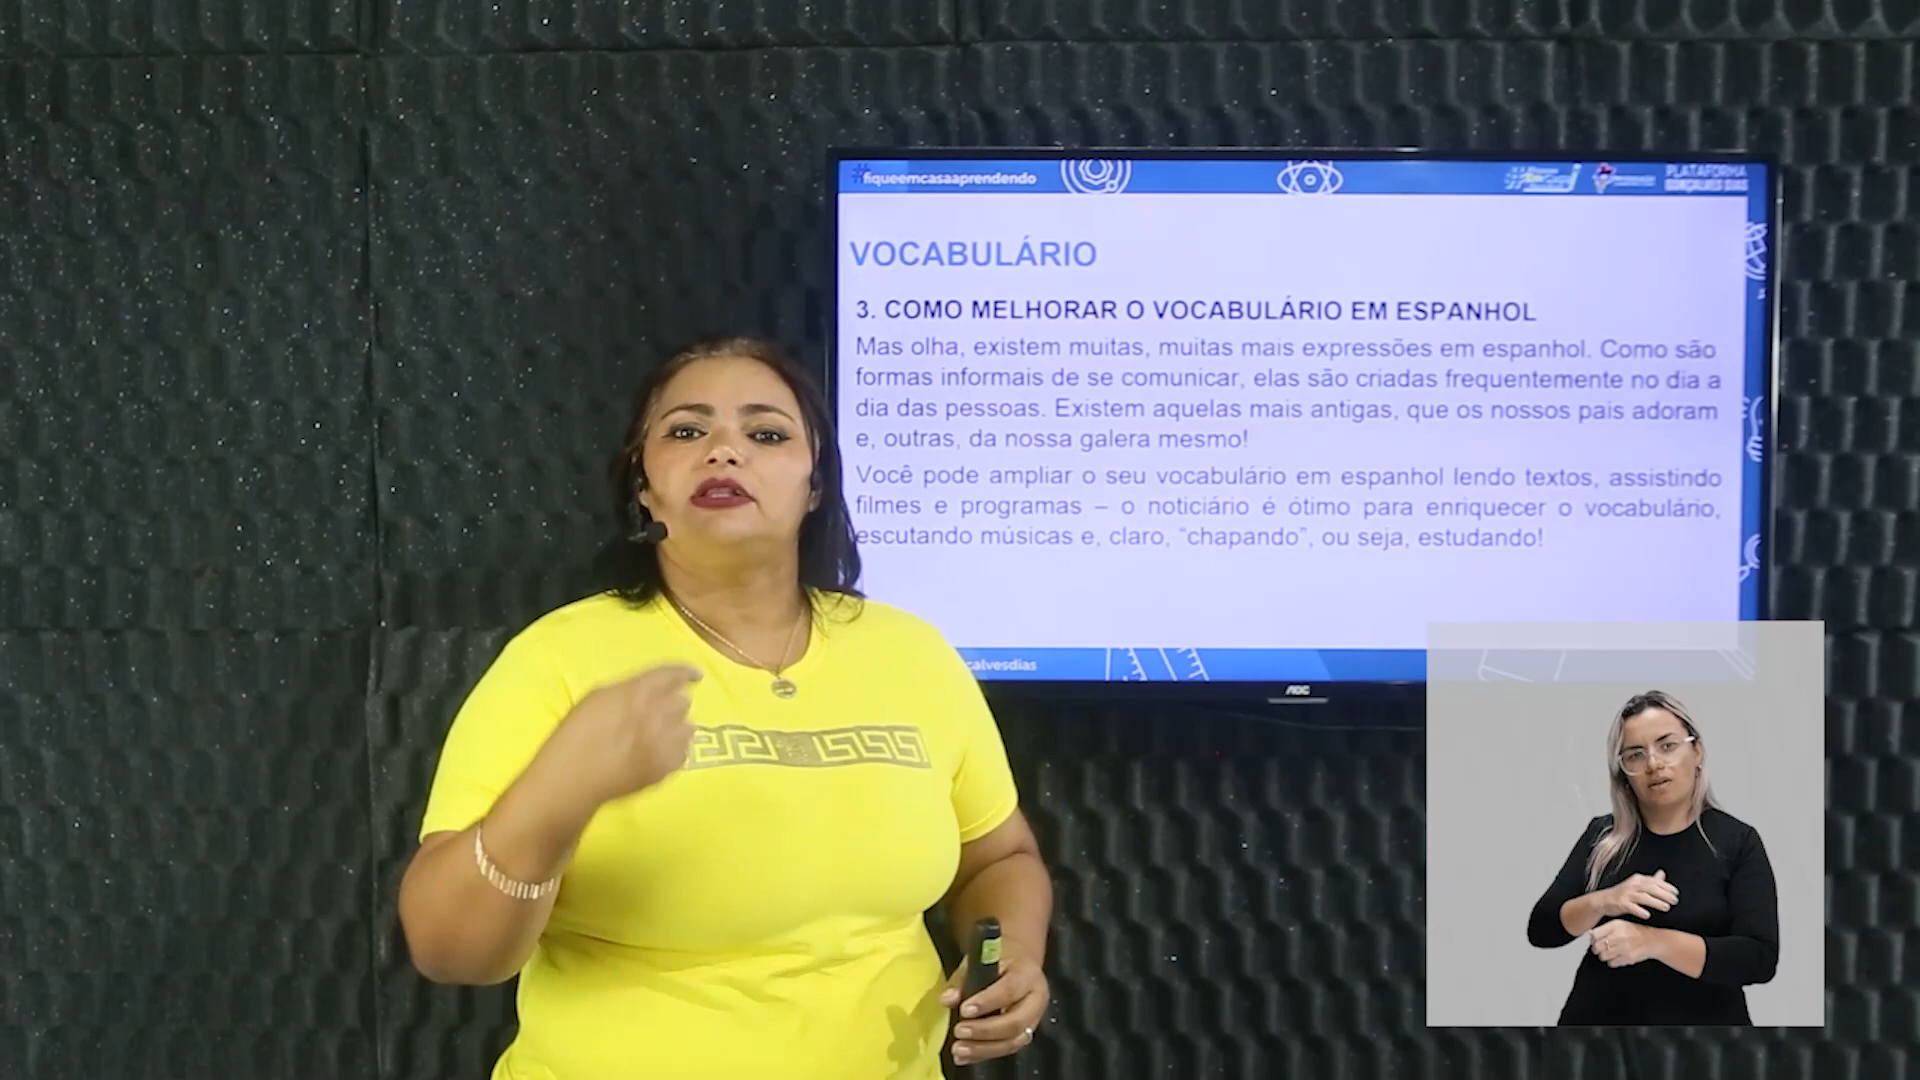 #fiqueemcasaaprendendo
PLATAFORMA
GONÇALVES DIAS
VOCABULÁRIO
3. COMO MELHORAR O VOCABULÁRIO EM ESPANHOL
Mas olha, existem muitas, muitas mais expressões em espanhol. Como são
formas informais de se comunicar, elas são criadas frequentemente no dia a
dia das pessoas. Existem aquelas mais antigas, que os nossos pais adoram
e, outras, da nossa galera mesmo!
Você pode ampliar o seu vocabulário em espanhol lendo textos, assistindo
filmes e programas – o noticiário é ótimo para enriquecer o vocabulário,
escutando músicas e, claro, “chapando”, ou seja, estudando!
calvesdias
AOC